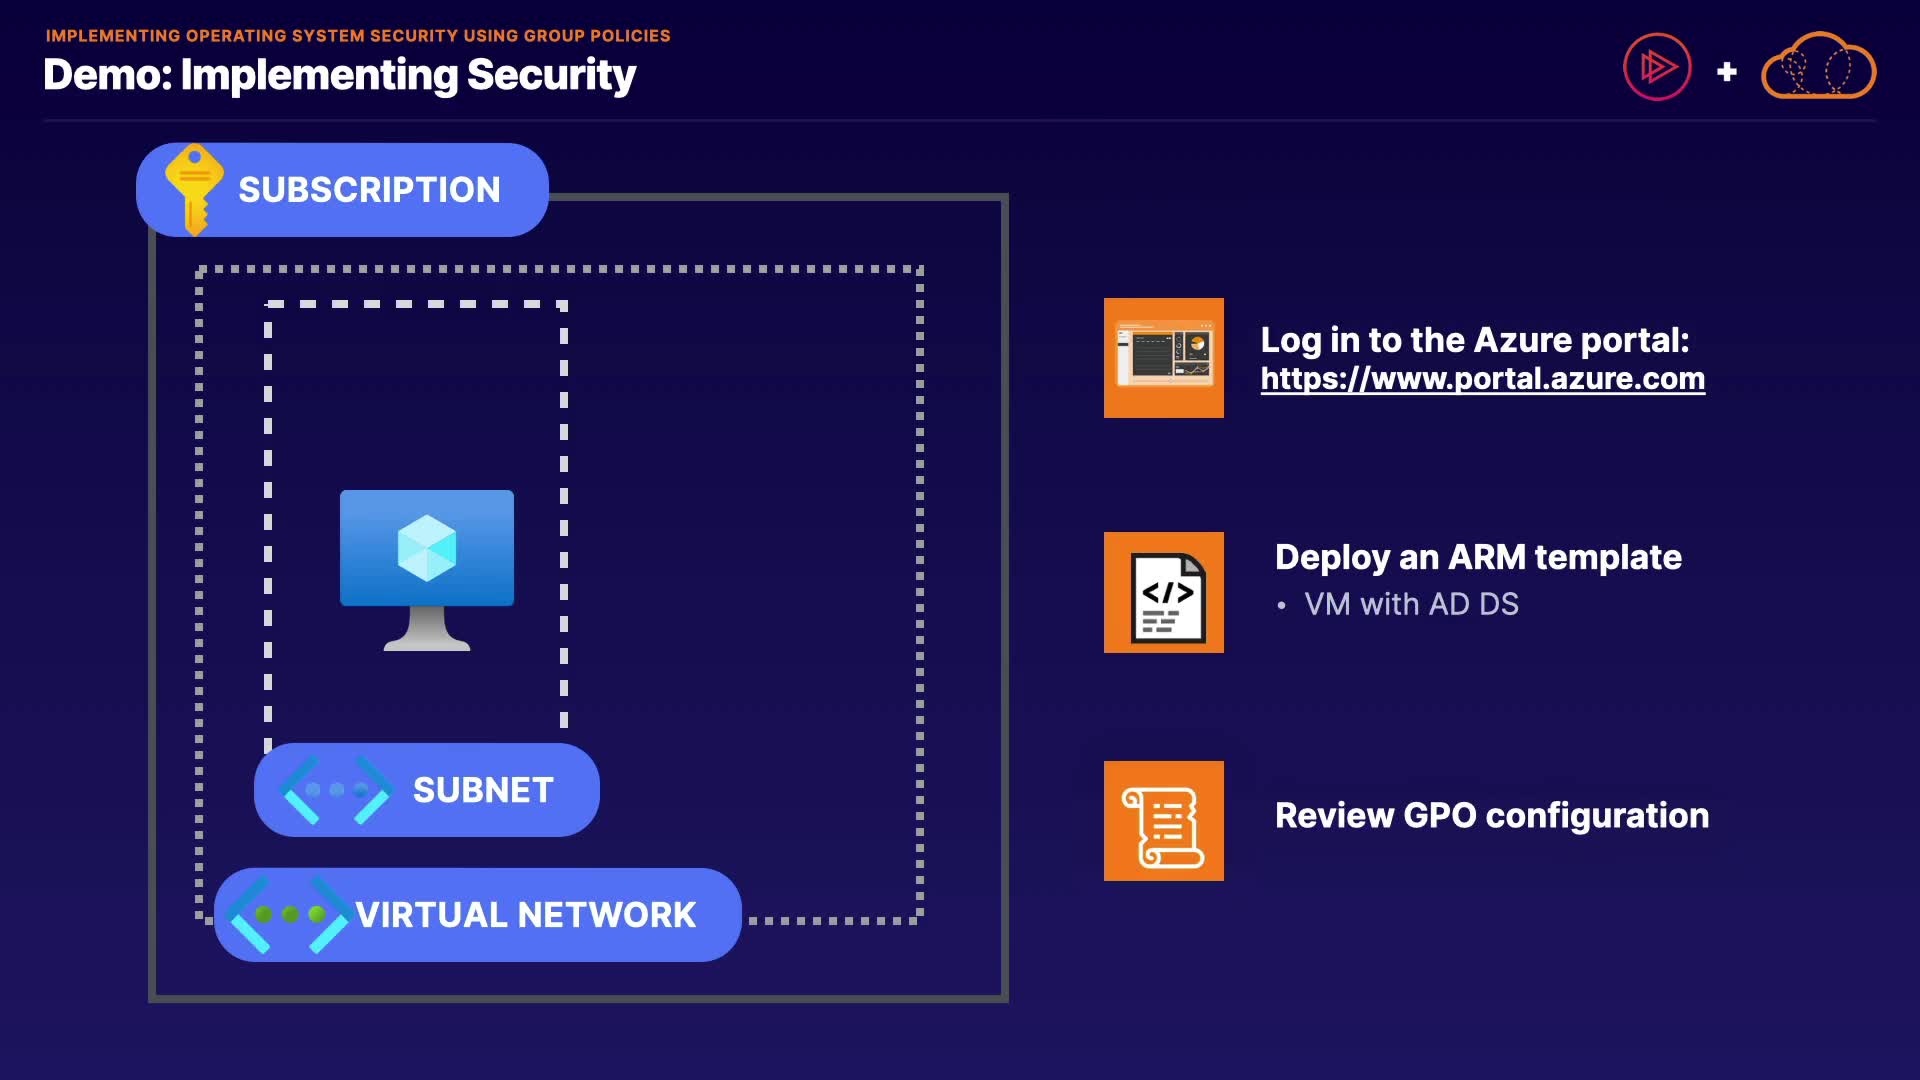 IMPLEMENTING OPERATING SYSTEM SECURITY USING GROUP POLICIES
Demo: Implementing Security
SUBSCRIPTION
SUBNET
VIRTUAL NETWORK
Log in to the Azure portal:
https://www.portal.azure.com
Deploy an ARM template
• VM with AD DS
Review GPO configuration